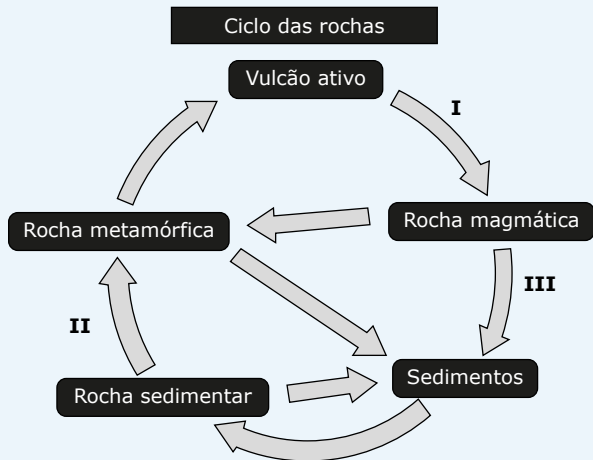 Ciclo das rochas
Vulcão ativo
I
Rocha metamórfica
Rocha magmática
II
III
Rocha sedimentar
Sedimentos